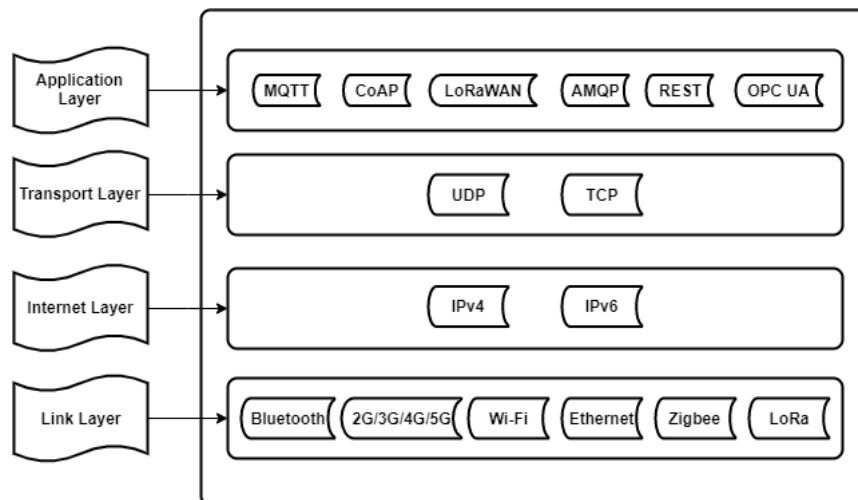 Application
Layer
MQTT CoAP LoRaWAN AMQP REST OPC UA
Transport Layer
UDP TCP
Internet Layer
IPv4 IPv6
Link Layer
Bluetooth 2G/3G/4G/5G Wi-Fi Ethernet Zigbee LoRa